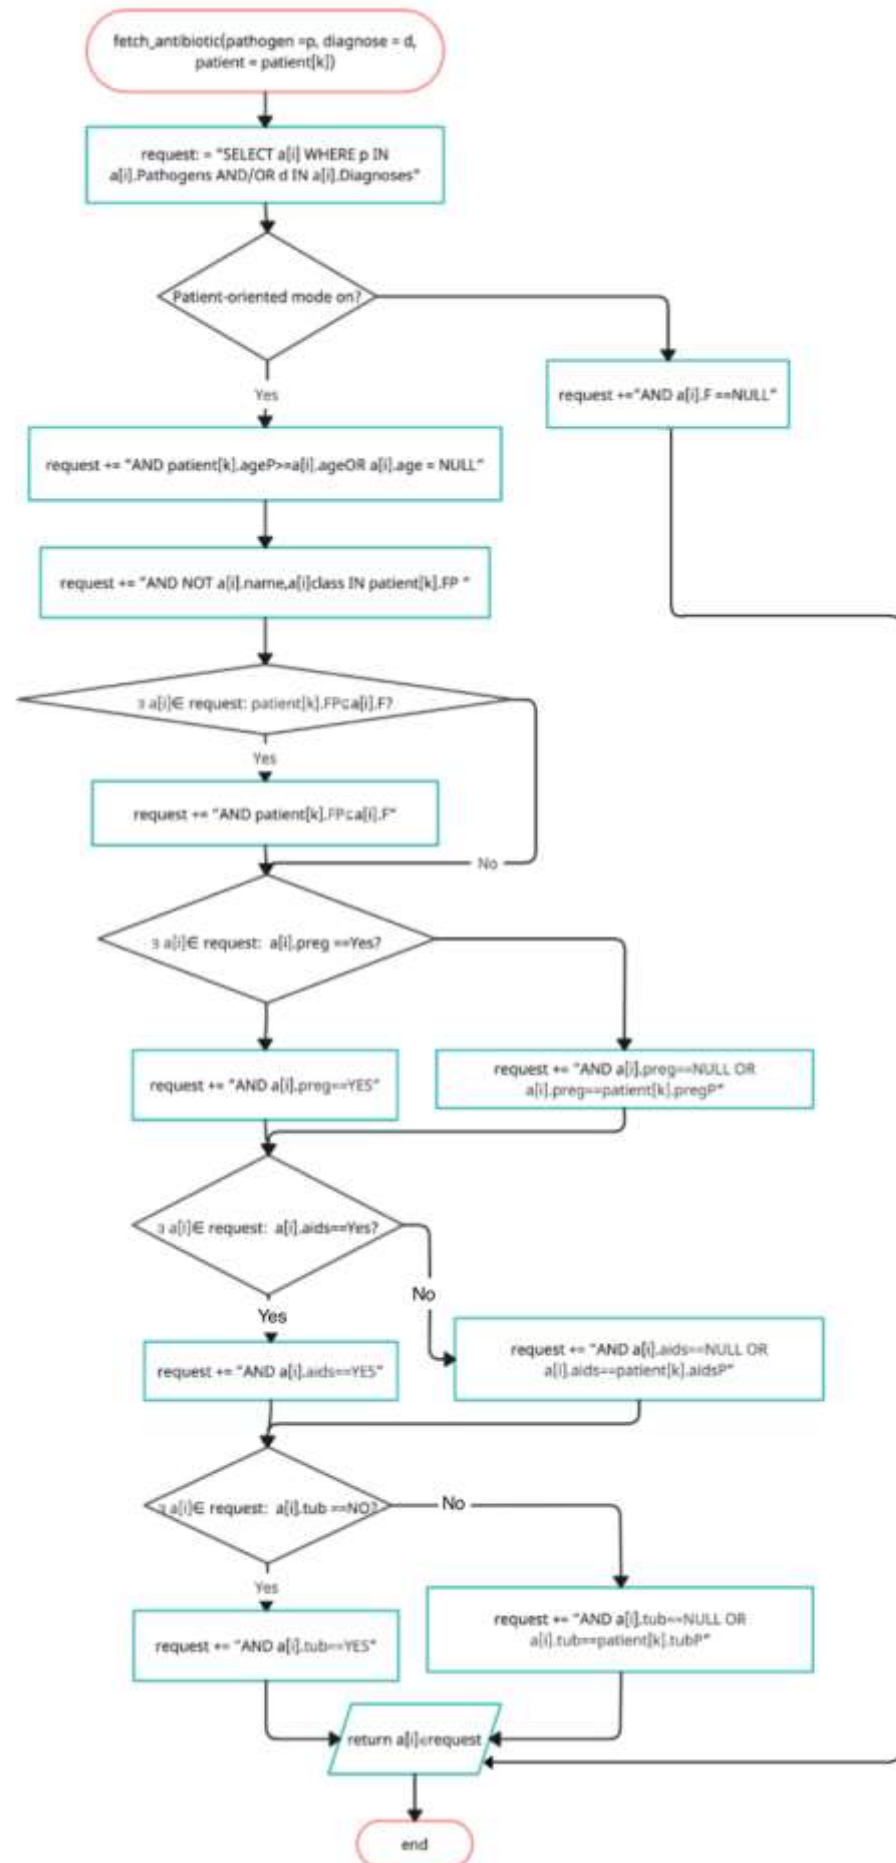 fetch_antibiotic(pathogen =p, diagnose = d,
patient = patient[k])
request: = "SELECT a[i] WHERE p IN
a[i].Pathogens AND/OR d IN a[i].Diagnoses"
Patient-oriented mode on?
request +="AND a[i].F ==NULL"
Yes
request += "AND patient[k].ageP>=a[i].ageOR a[i].age = NULL"
request += "AND NOT a[i].name,a[i]class IN patient[k].FP "
∃ a[i]∈ request: patient[k].FP⊆a[i].F?
Yes
request += "AND patient[k].FP⊆a[i].F"
No
∃ a[i]∈ request: a[i].preg ==Yes?
request += "AND a[i].preg==YES"
request += "AND a[i].preg==NULL OR
a[i].preg==patient[k].pregP"
∃ a[i]∈ request: a[i].aids==Yes?
No
Yes
request += "AND a[i].aids==NULL OR
a[i].aids==patient[k].aidsP"
request += "AND a[i].aids==YES"
∃ a[i]∈ request: a[i].tub ==NO?
No
Yes
request += "AND a[i].tub==NULL OR
a[i].tub==patient[k].tubP"
request += "AND a[i].tub==YES"
return a[i]∈request
end